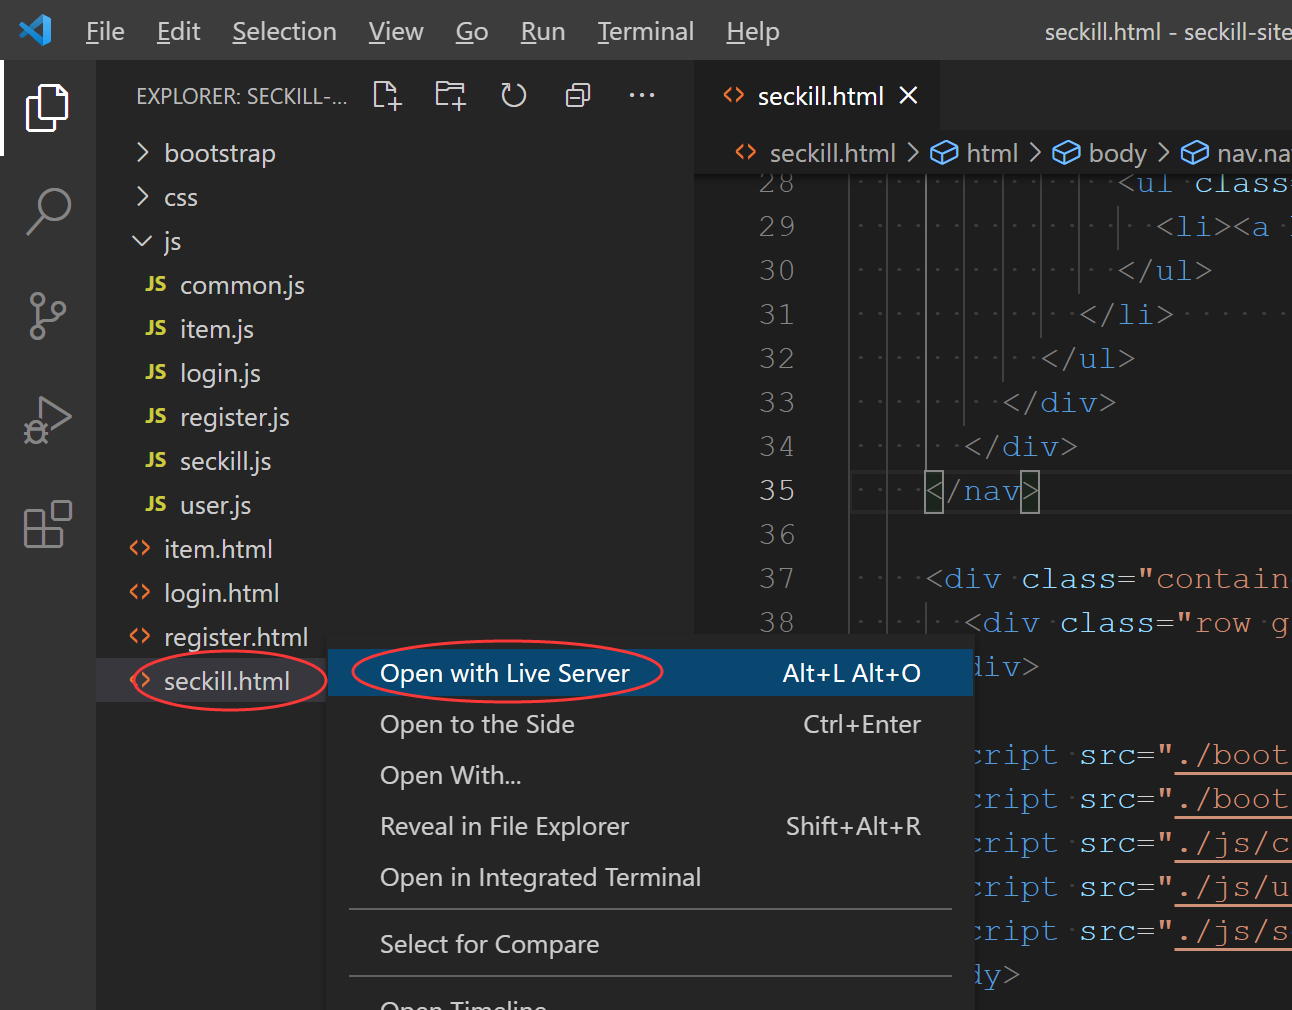 File Edit Selection View Go Run Terminal Help seckill.html - seckill-site
EXPLORER: SECKILL-...
bootstrap
css
js
JS common.js
JS item.js
JS login.js
JS register.js
JS seckill.js
JS user.js
item.html
login.html
register.html
seckill.html
Open with Live Server Alt+L Alt+O
Open to the Side Ctrl+Enter
Open With...
Reveal in File Explorer Shift+Alt+R
Open in Integrated Terminal
Select for Compare
Open Timeline
seckill.html
seckill.html > html > body > nav.na
28 <ul class=
29 <li><a
30 </ul>
31 </li>
32 </ul>
33 </div>
34 </div>
35 </nav>
36
37 <div class="contain
38 <div class="row g
div>
cript src="./boot
cript src="./boot
cript src="./js/c
cript src="./js/u
cript src="./js/s
dy>